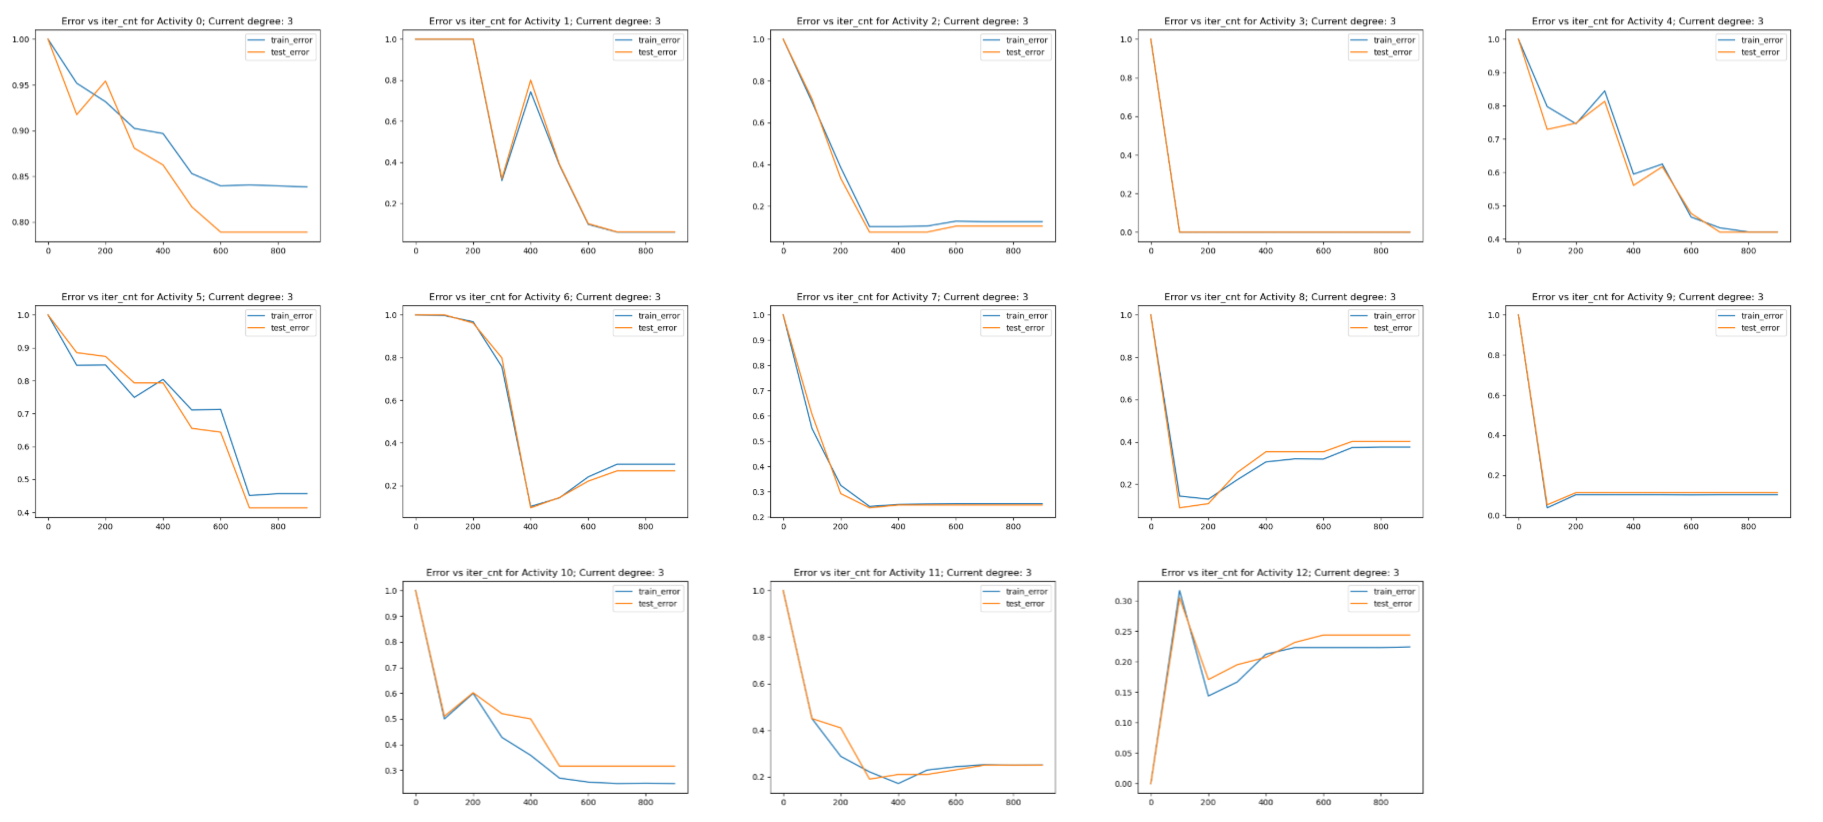 Error vs iter_cnt for Activity 0; Current degree: 3
train_error
test_error
1.00
0.95
0.90
0.85
0.80
0 200 400 600 800
Error vs iter_cnt for Activity 1; Current degree: 3
train_error
test_error
1.0
0.8
0.6
0.4
0.2
0 200 400 600 800
Error vs iter_cnt for Activity 2; Current degree: 3
train_error
test_error
1.0
0.8
0.6
0.4
0.2
0 200 400 600 800
Error vs iter_cnt for Activity 3; Current degree: 3
train_error
test_error
1.0
0.8
0.6
0.4
0.2
0.0
0 200 400 600 800
Error vs iter_cnt for Activity 4; Current degree: 3
train_error
test_error
1.0
0.9
0.8
0.7
0.6
0.5
0.4
0 200 400 600 800
Error vs iter_cnt for Activity 5; Current degree: 3
train_error
test_error
1.0
0.9
0.8
0.7
0.6
0.5
0.4
0 200 400 600 800
Error vs iter_cnt for Activity 6; Current degree: 3
train_error
test_error
1.0
0.8
0.6
0.4
0.2
0 200 400 600 800
Error vs iter_cnt for Activity 7; Current degree: 3
train_error
test_error
1.0
0.9
0.8
0.7
0.6
0.5
0.4
0.3
0.2
0 200 400 600 800
Error vs iter_cnt for Activity 8; Current degree: 3
train_error
test_error
1.0
0.8
0.6
0.4
0.2
0 200 400 600 800
Error vs iter_cnt for Activity 9; Current degree: 3
train_error
test_error
1.0
0.8
0.6
0.4
0.2
0.0
0 200 400 600 800
Error vs iter_cnt for Activity 10; Current degree: 3
train_error
test_error
1.0
0.9
0.8
0.7
0.6
0.5
0.4
0.3
0 200 400 600 800
Error vs iter_cnt for Activity 11; Current degree: 3
train_error
test_error
1.0
0.8
0.6
0.4
0.2
0 200 400 600 800
Error vs iter_cnt for Activity 12; Current degree: 3
train_error
test_error
0.30
0.25
0.20
0.15
0.10
0.05
0.00
0 200 400 600 800